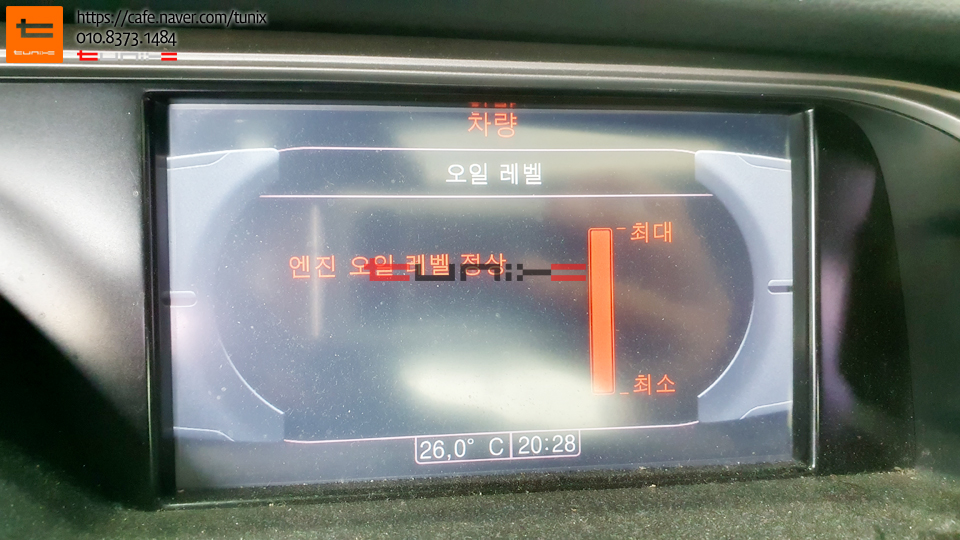 https://cafe.naver.com/tunix
010.8373.1484
tunix
차량
오일 레벨
최대
엔진 오일 레벨 정상
tunix
최소
26,0° C 20:28